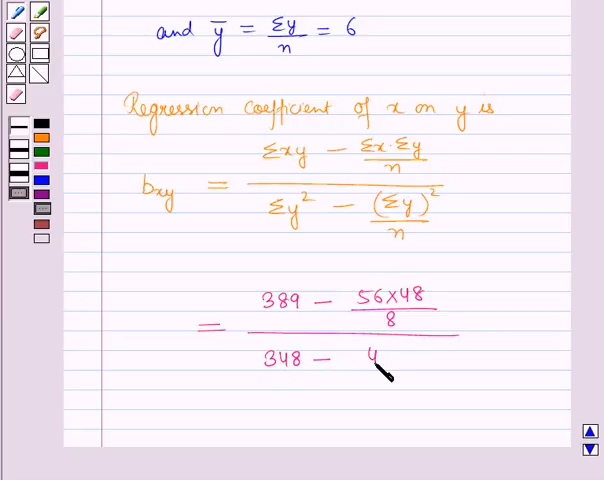 and ȳ = Σy/n = 6
Regression coefficient of x on y is
bxy = (Σxy − (Σx·Σy)/n) / (Σy² − (Σy)²/n)
= (389 − (56×48)/8) / (348 − 4